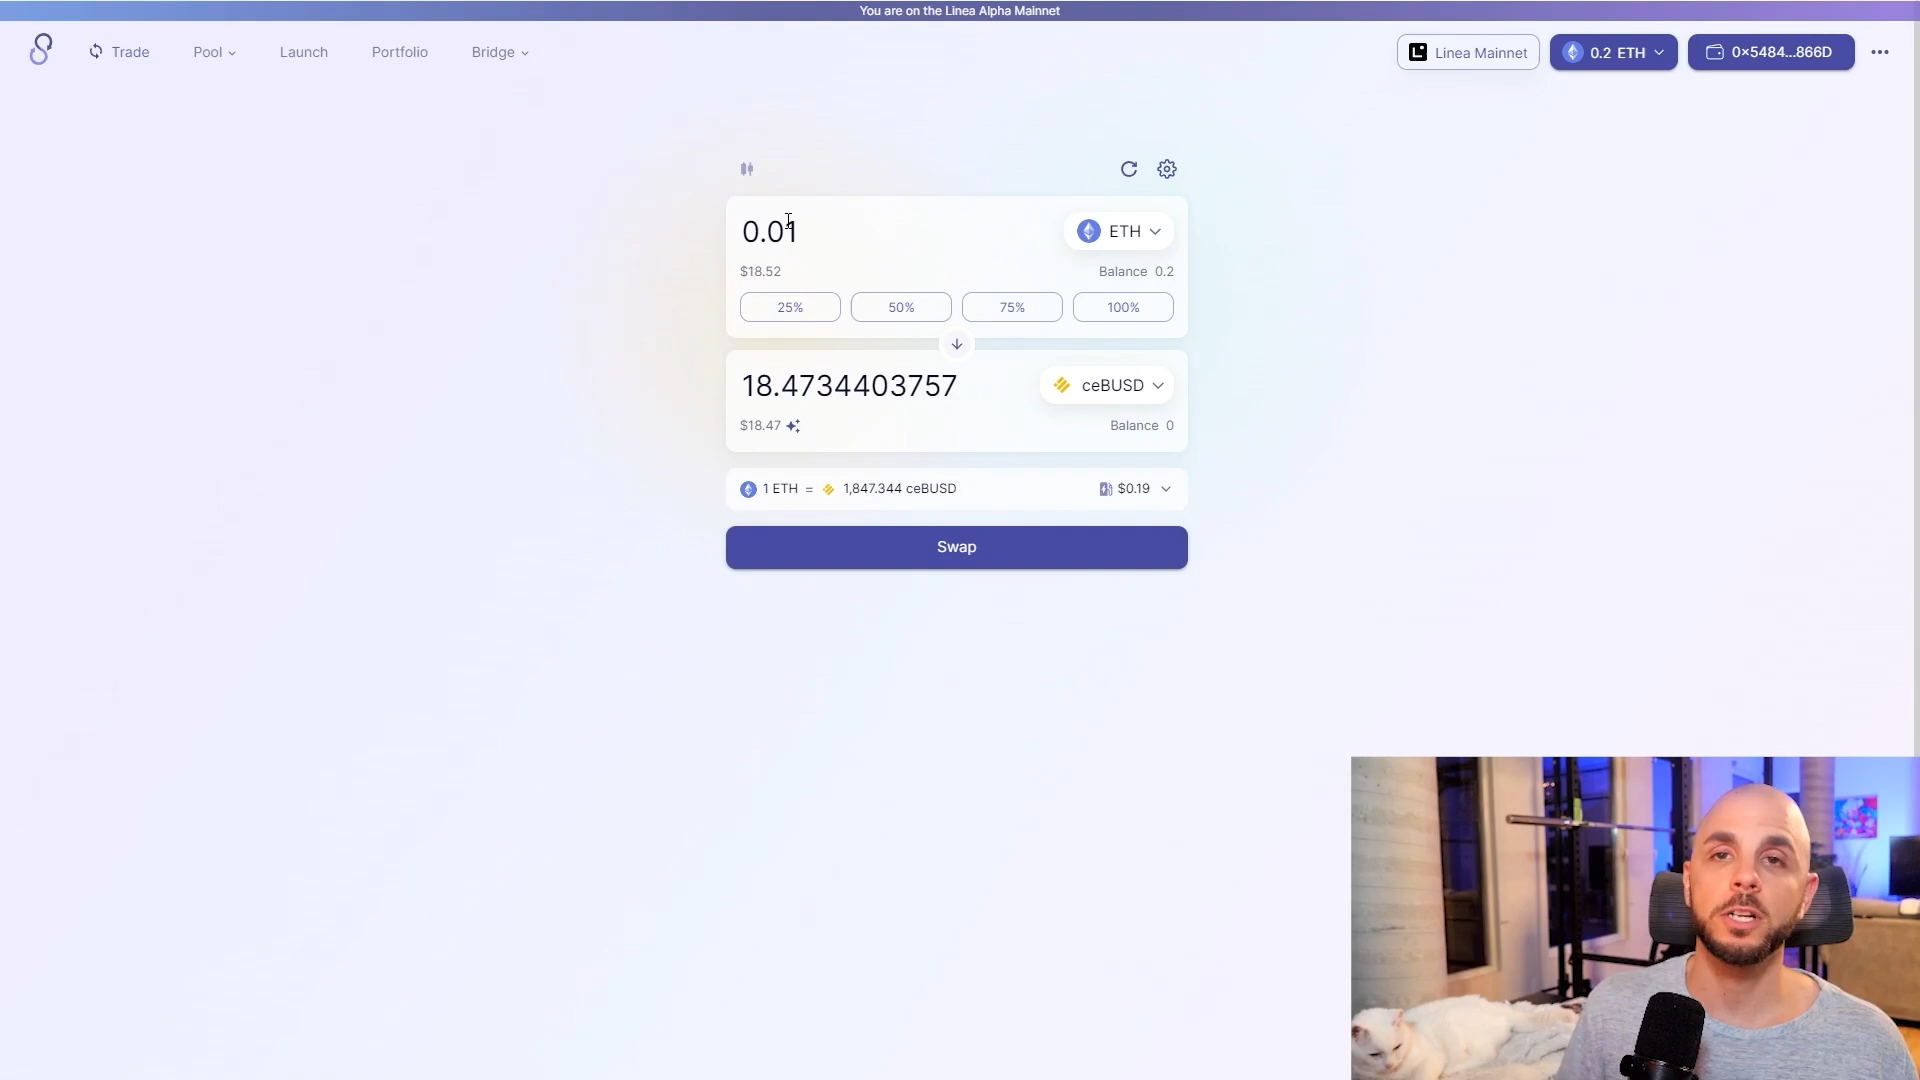 You are on the Linea Alpha Mainnet
Trade Pool Launch Portfolio Bridge Linea Mainnet 0.2 ETH 0×5484...866D
0.01 ETH
$18.52 Balance 0.2
25% 50% 75% 100%
18.4734403757 ceBUSD
$18.47 Balance 0
1 ETH = 1,847.344 ceBUSD $0.19
Swap